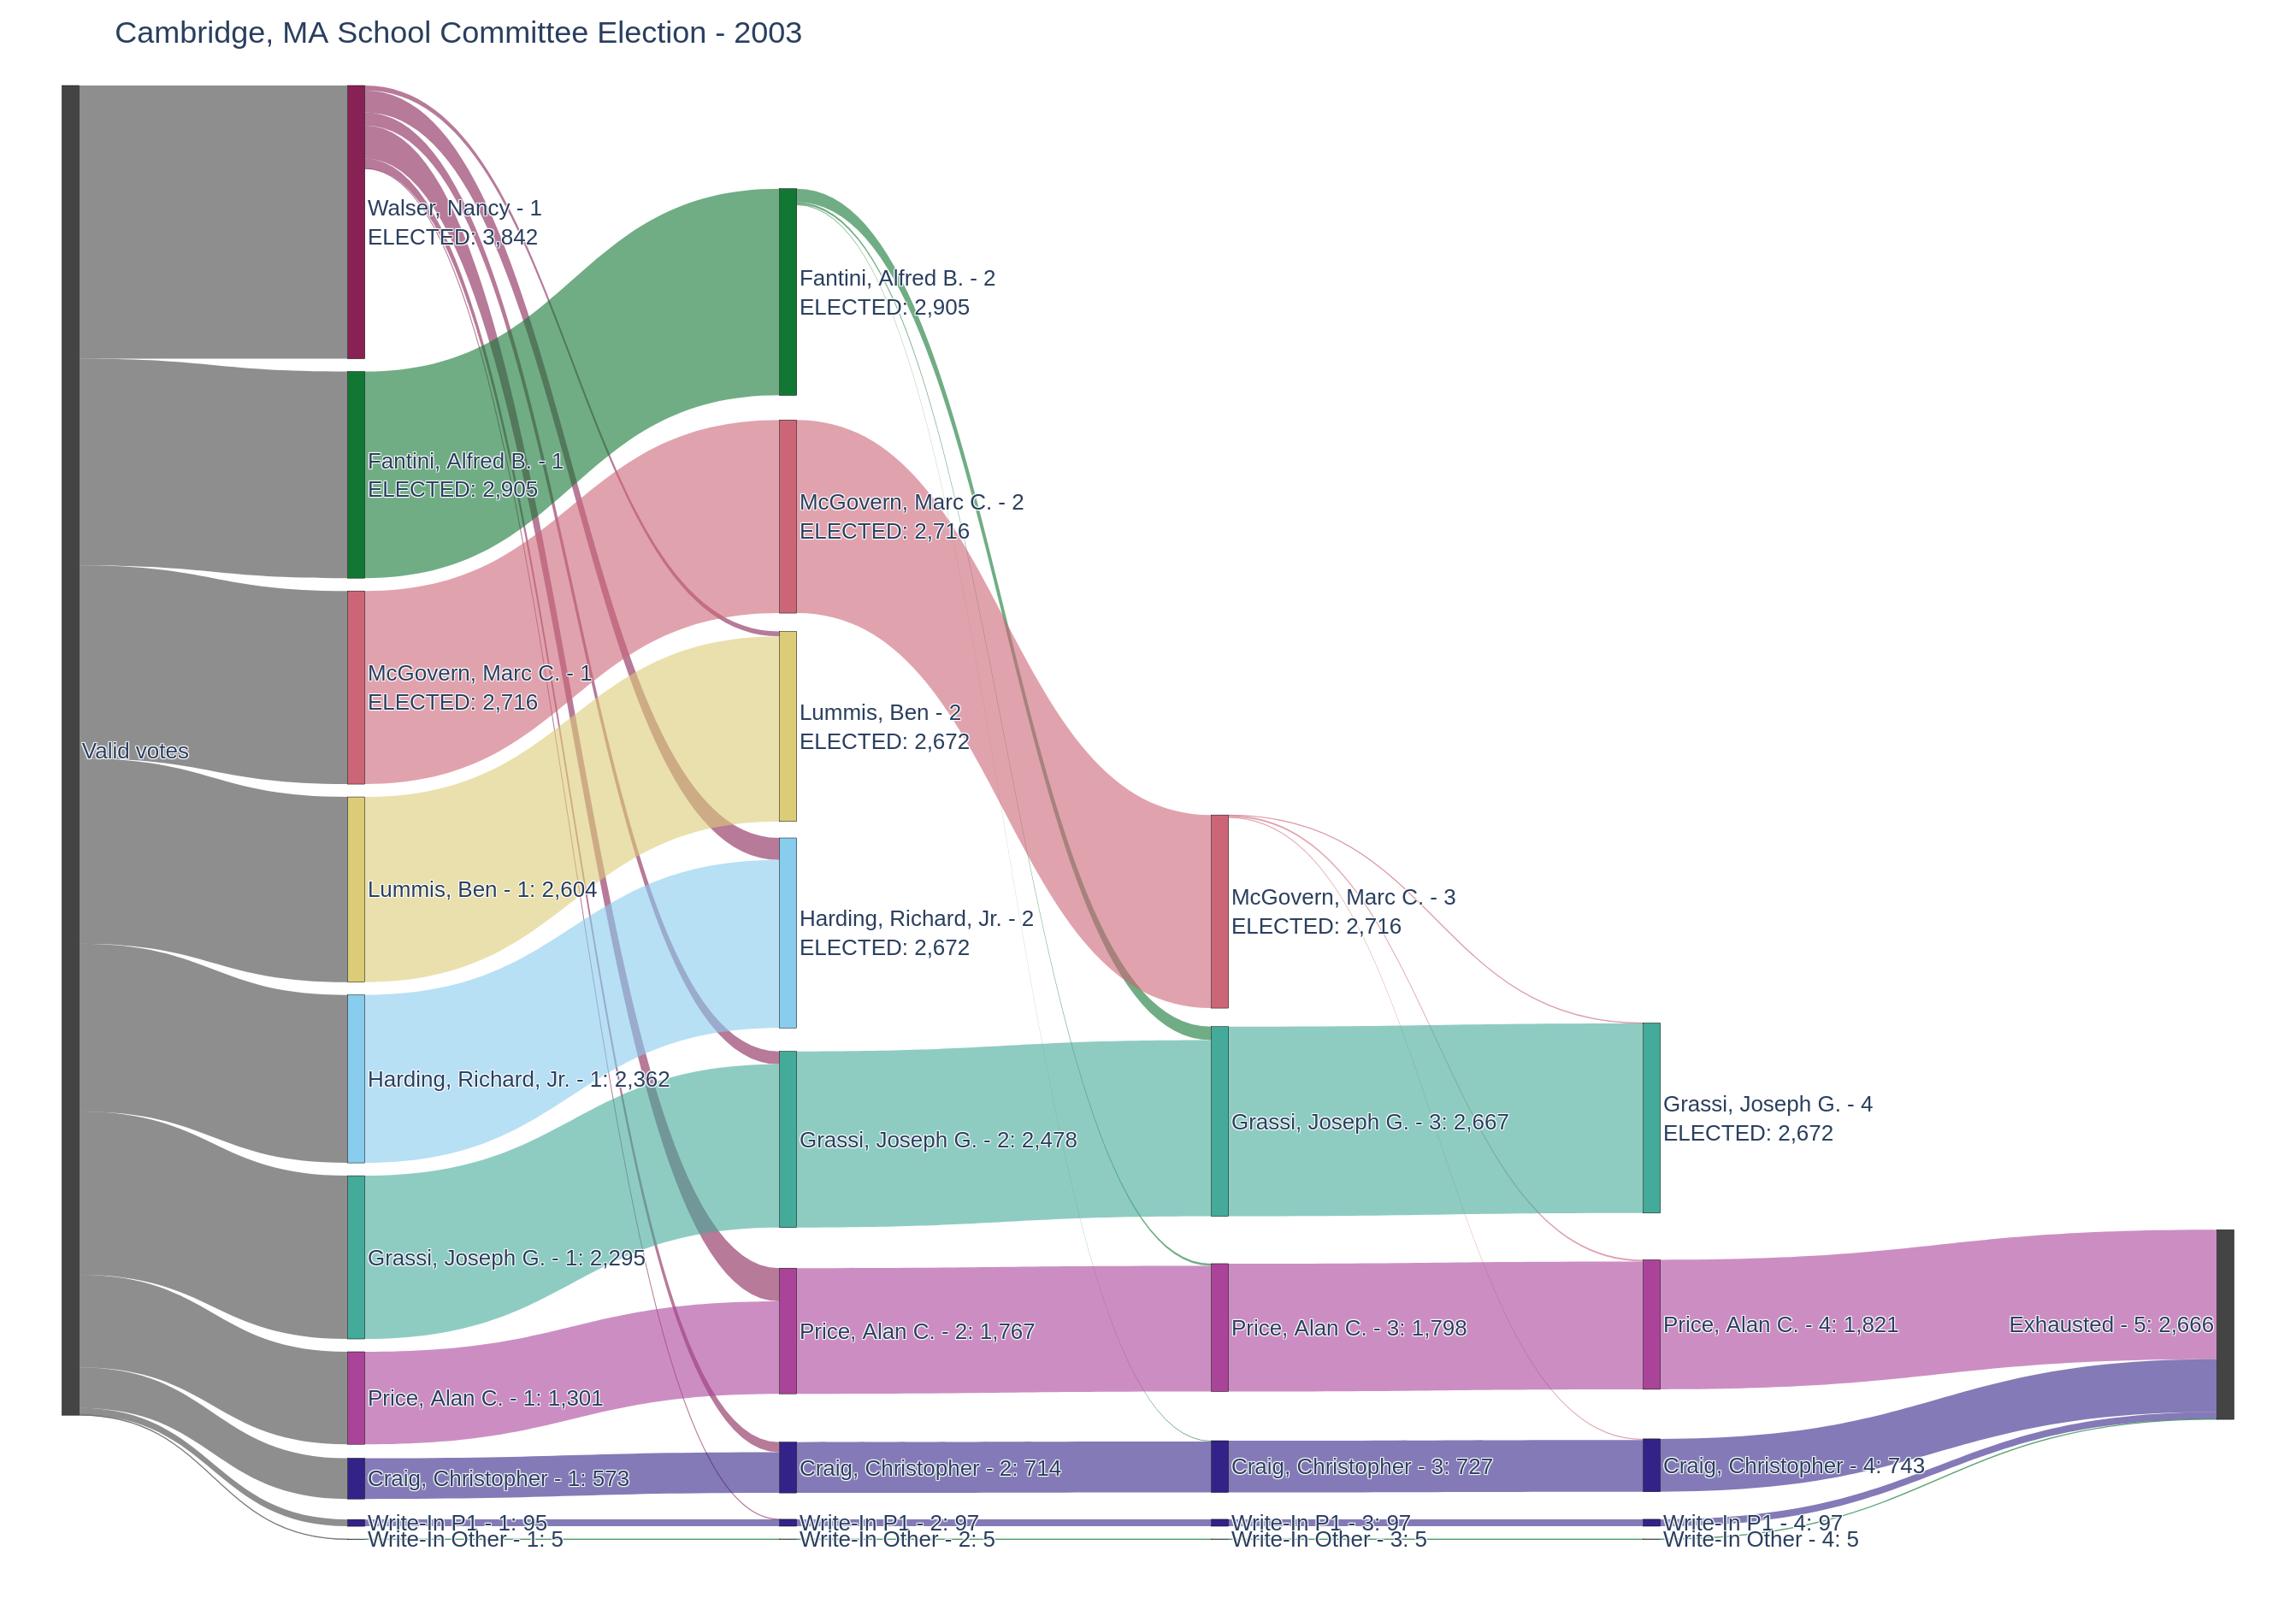 Cambridge, MA School Committee Election - 2003
Valid votes
Walser, Nancy - 1
ELECTED: 3,842
Fantini, Alfred B. - 1
ELECTED: 2,905
McGovern, Marc C. - 1
ELECTED: 2,716
Lummis, Ben - 1: 2,604
Harding, Richard, Jr. - 1: 2,362
Grassi, Joseph G. - 1: 2,295
Price, Alan C. - 1: 1,301
Craig, Christopher - 1: 573
Write-In P1 - 1: 95
Write-In Other - 1: 5
Fantini, Alfred B. - 2
ELECTED: 2,905
McGovern, Marc C. - 2
ELECTED: 2,716
Lummis, Ben - 2
ELECTED: 2,672
Harding, Richard, Jr. - 2
ELECTED: 2,672
Grassi, Joseph G. - 2: 2,478
Price, Alan C. - 2: 1,767
Craig, Christopher - 2: 714
Write-In P1 - 2: 97
Write-In Other - 2: 5
McGovern, Marc C. - 3
ELECTED: 2,716
Grassi, Joseph G. - 3: 2,667
Price, Alan C. - 3: 1,798
Craig, Christopher - 3: 727
Write-In P1 - 3: 97
Write-In Other - 3: 5
Grassi, Joseph G. - 4
ELECTED: 2,672
Price, Alan C. - 4: 1,821
Craig, Christopher - 4: 743
Write-In P1 - 4: 97
Write-In Other - 4: 5
Exhausted - 5: 2,666